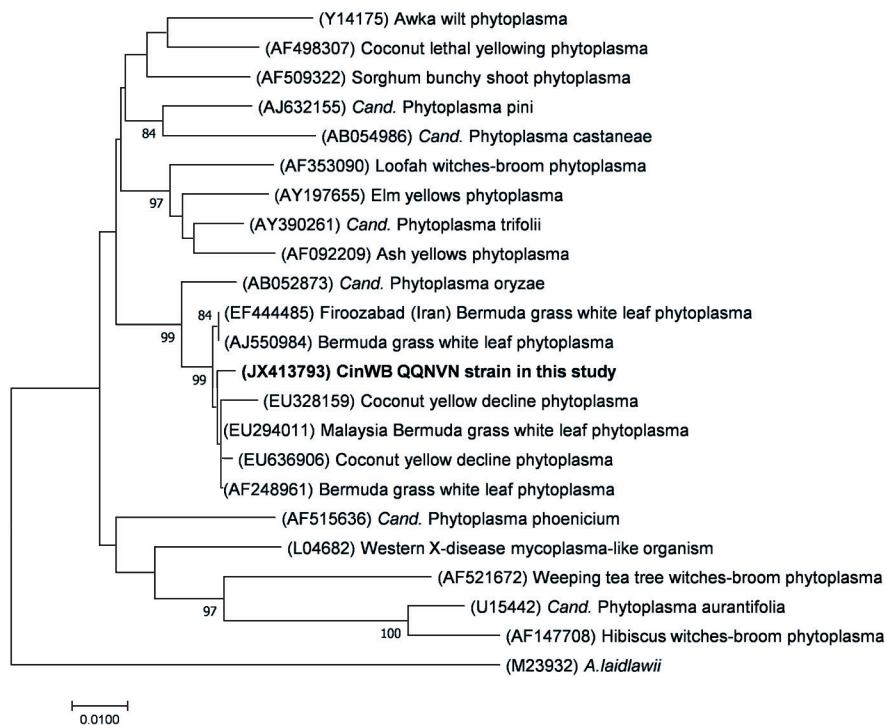 (Y14175) Awka wilt phytoplasma
(AF498307) Coconut lethal yellowing phytoplasma
(AF509322) Sorghum bunchy shoot phytoplasma
(AJ632155) Cand. Phytoplasma pini
84
(AB054986) Cand. Phytoplasma castaneae
(AF353090) Loofah witches-broom phytoplasma
97
(AY197655) Elm yellows phytoplasma
(AY390261) Cand. Phytoplasma trifolii
(AF092209) Ash yellows phytoplasma
(AB052873) Cand. Phytoplasma oryzae
84
(EF444485) Firoozabad (Iran) Bermuda grass white leaf phytoplasma
99
(AJ550984) Bermuda grass white leaf phytoplasma
99
(JX413793) CinWB QQNVN strain in this study
(EU328159) Coconut yellow decline phytoplasma
(EU294011) Malaysia Bermuda grass white leaf phytoplasma
(EU636906) Coconut yellow decline phytoplasma
(AF248961) Bermuda grass white leaf phytoplasma
(AF515636) Cand. Phytoplasma phoenicium
(L04682) Western X-disease mycoplasma-like organism
(AF521672) Weeping tea tree witches-broom phytoplasma
97
(U15442) Cand. Phytoplasma aurantifolia
100
(AF147708) Hibiscus witches-broom phytoplasma
(M23932) A.laidlawii
0.0100